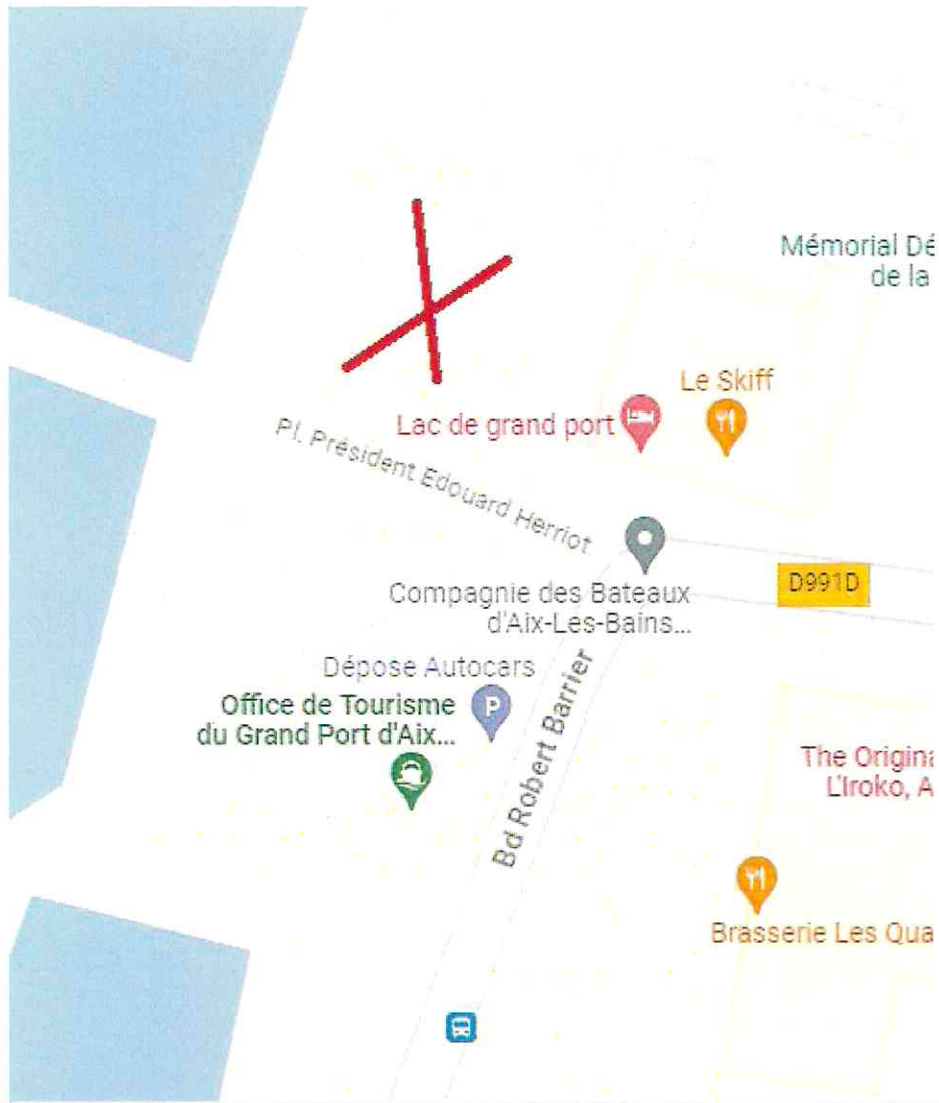 Mémorial Dé
de la
Le Skiff
Lac de grand port
Pl. Président Edouard Herriot
D991D
Compagnie des Bateaux
d'Aix-Les-Bains...
Dépose Autocars
P
Office de Tourisme
du Grand Port d'Aix...
Bd Robert Barrier
The Origina
L'Iroko, A
Brasserie Les Qua